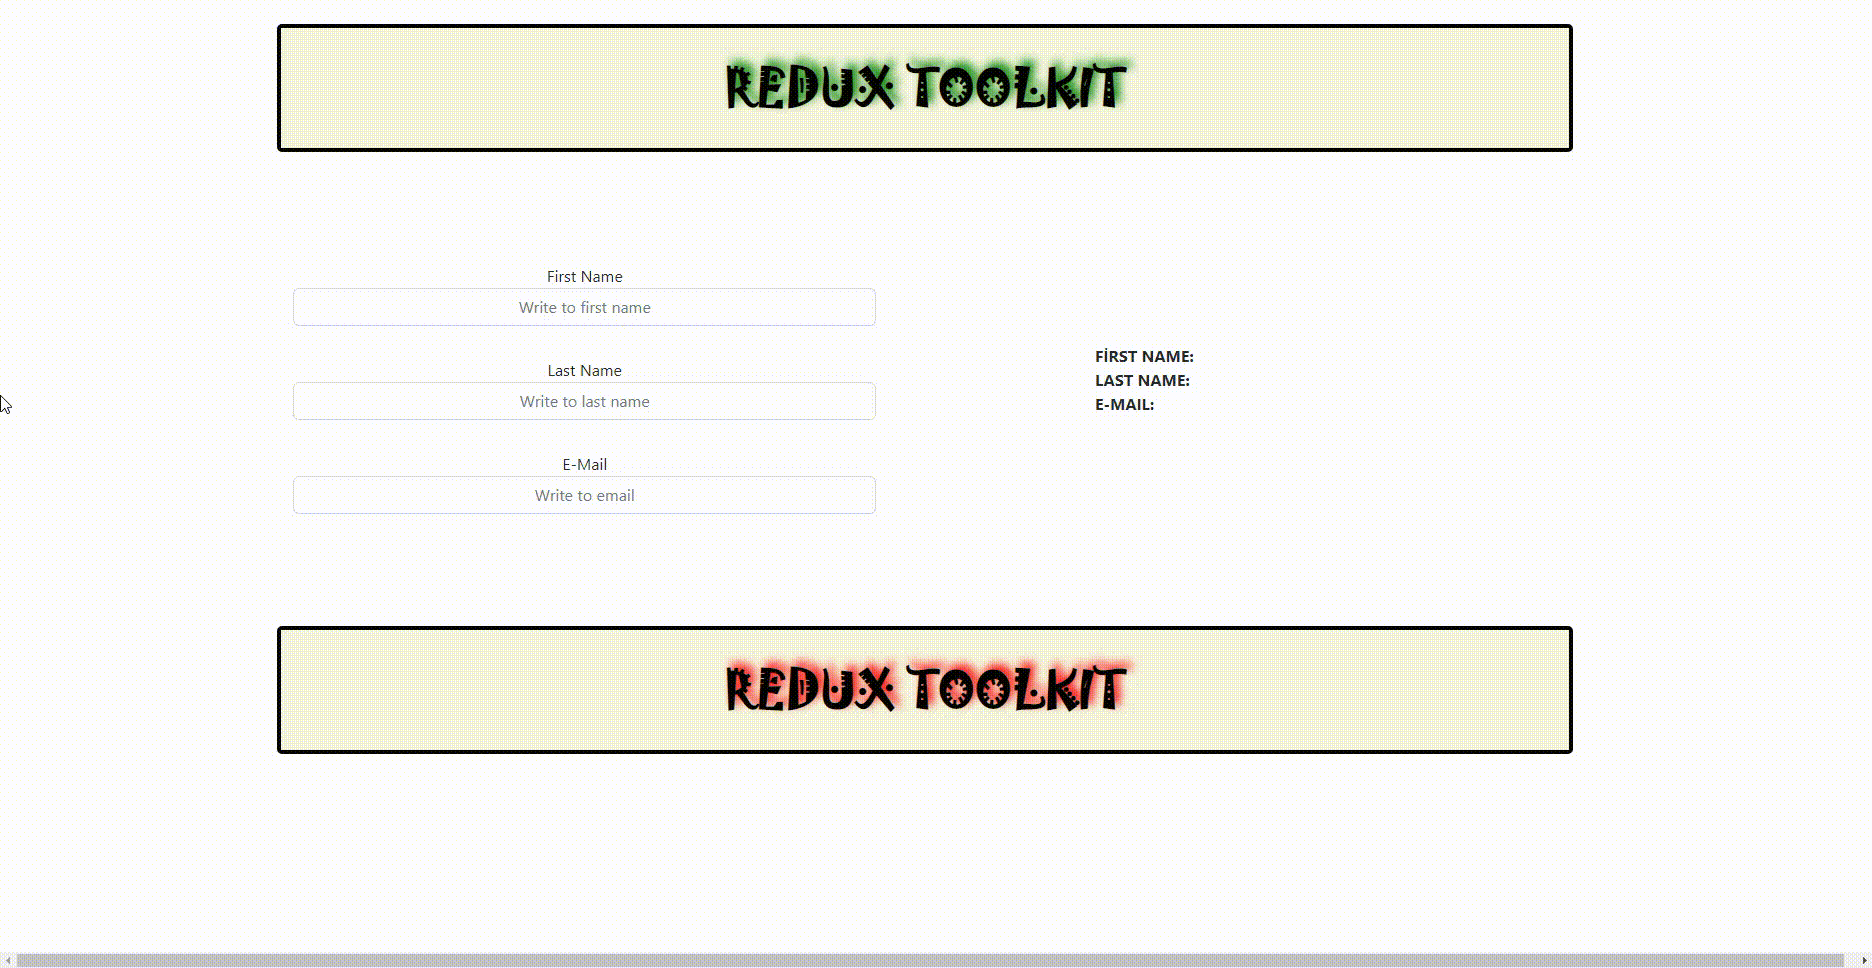 REDUX TOOLKIT
First Name
Write to first name
Last Name
Write to last name
E-Mail
Write to email
FİRST NAME:
LAST NAME:
E-MAIL:
REDUX TOOLKIT